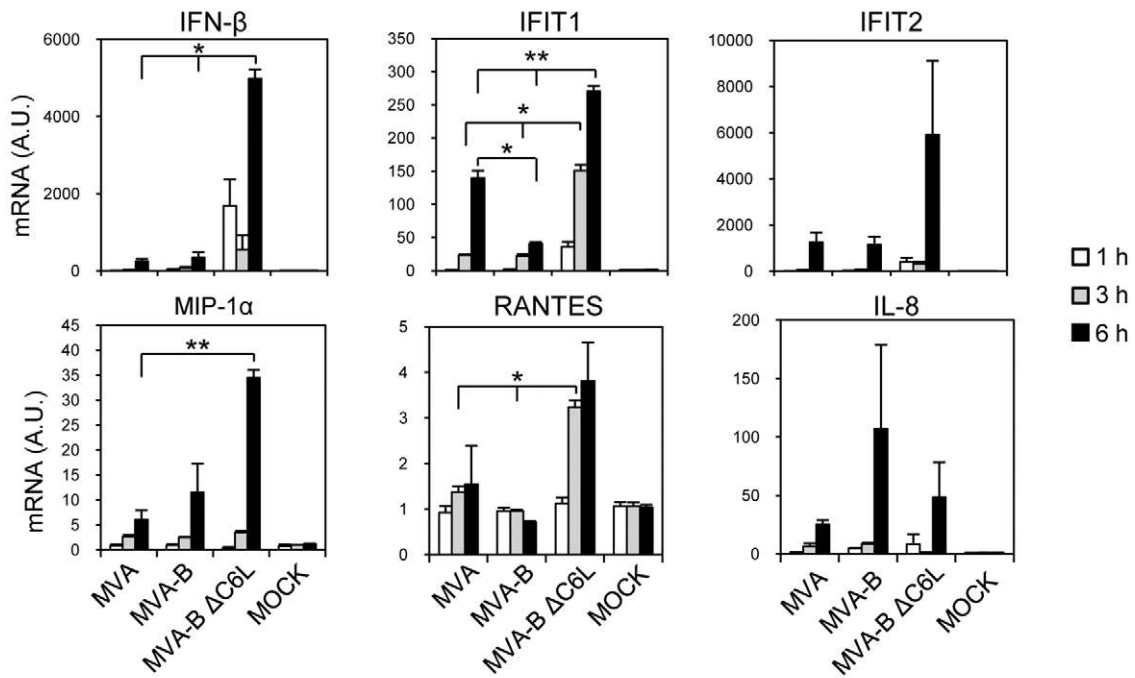 IFN-β
IFIT1
IFIT2
mRNA (A.U.)
6000
4000
2000
0
*
350
300
250
200
150
100
50
0
**
*
*
10000
8000
6000
4000
2000
0
1 h
3 h
6 h
MIP-1α
RANTES
IL-8
mRNA (A.U.)
45
40
35
30
25
20
15
10
5
0
**
5
4
3
2
1
0
*
200
150
100
50
0
MVA
MVA-B
MVA-B ΔC6L
MOCK
MVA
MVA-B
MVA-B ΔC6L
MOCK
MVA
MVA-B
MVA-B ΔC6L
MOCK